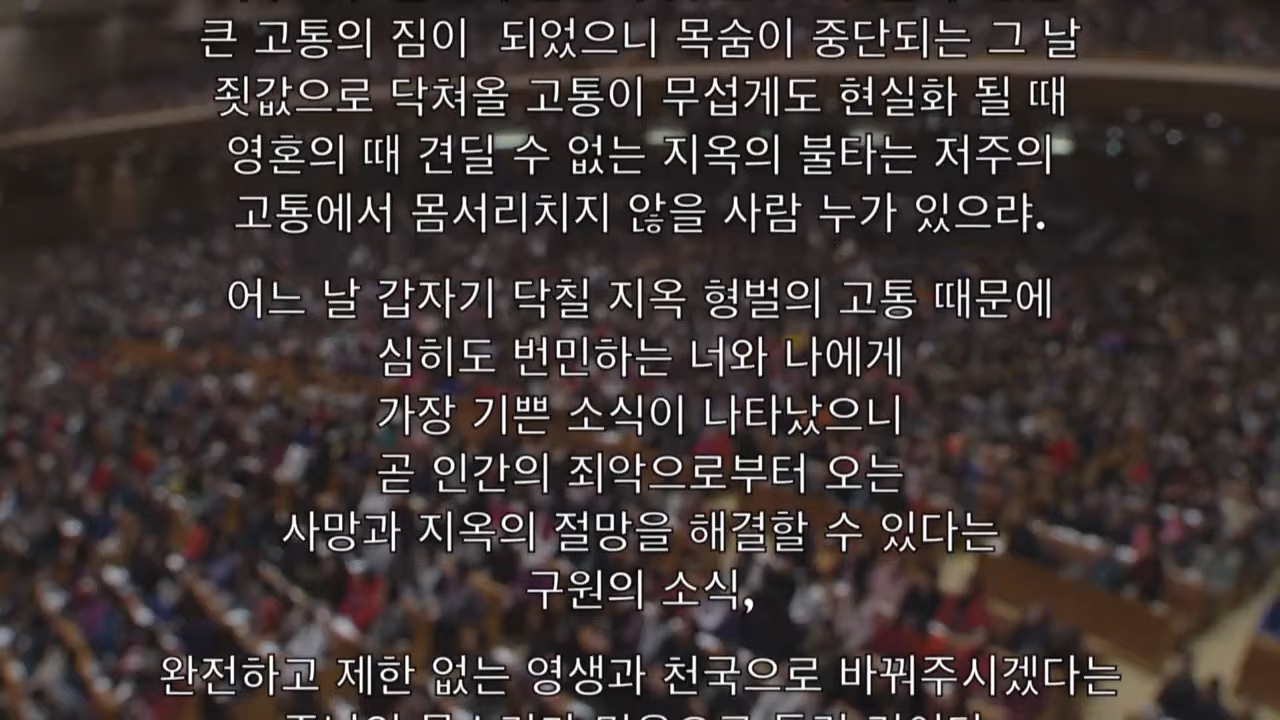 큰 고통의 짐이 되었으니 목숨이 중단되는 그 날
죗값으로 닥쳐올 고통이 무섭게도 현실화 될 때
영혼의 때 견딜 수 없는 지옥의 불타는 저주의
고통에서 몸서리치지 않을 사람 누가 있으랴.
어느 날 갑자기 닥칠 지옥 형벌의 고통 때문에
심히도 번민하는 너와 나에게
가장 기쁜 소식이 나타났으니
곧 인간의 죄악으로부터 오는
사망과 지옥의 절망을 해결할 수 있다는
구원의 소식,
완전하고 제한 없는 영생과 천국으로 바꿔주시겠다는